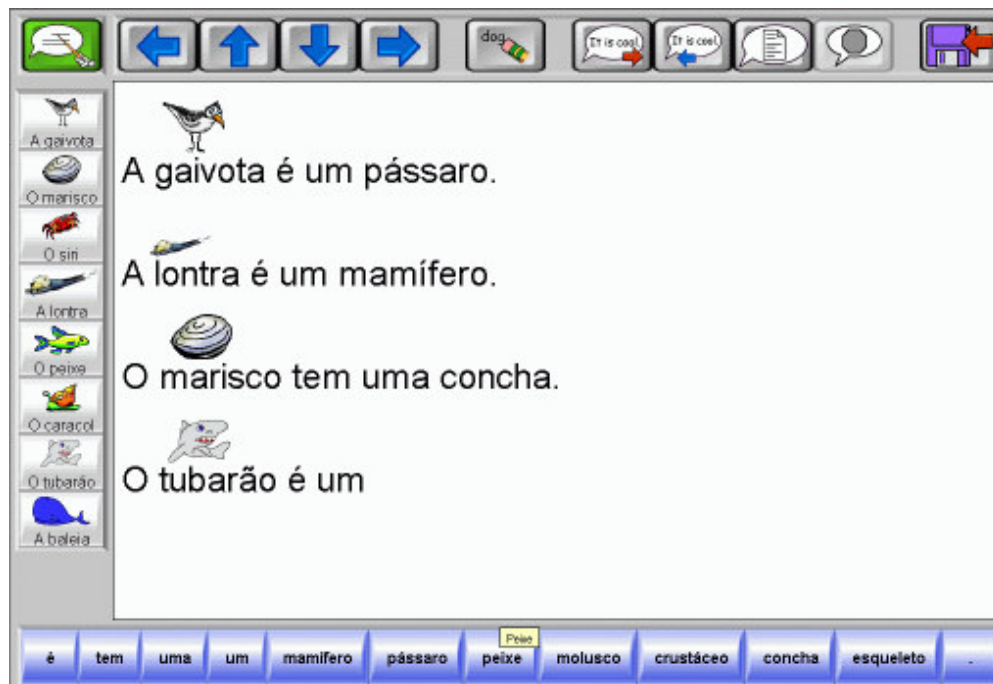 dog
It is cool
It is cool
A gaivota
O marisco
O siri
A lontra
O peixe
O caracol
O tubarão
A baleia
A gaivota é um pássaro.
A lontra é um mamífero.
O marisco tem uma concha.
O tubarão é um
Peixe
é tem uma um mamífero pássaro peixe molusco crustáceo concha esqueleto .